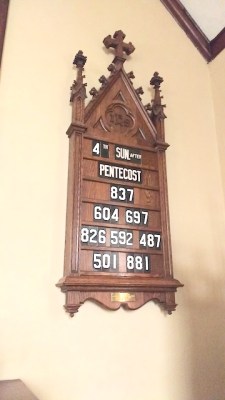 4TH SUN. AFTER
PENTECOST
837
604 697
826 592 487
501 881